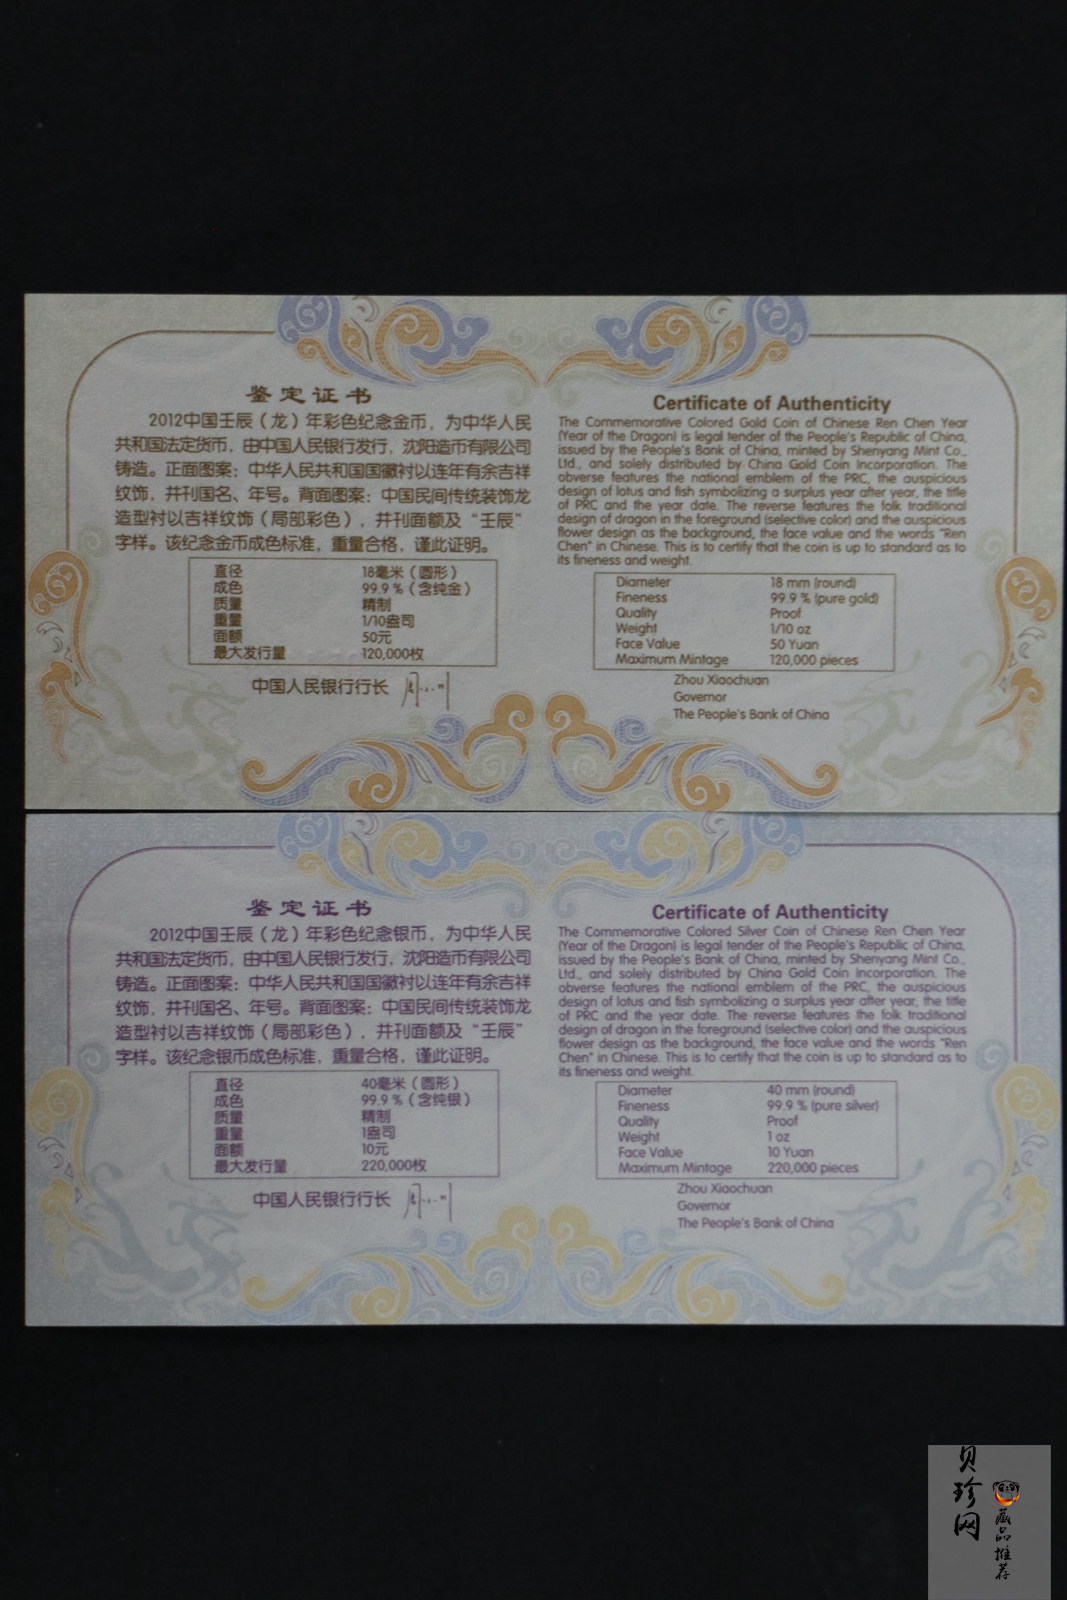 鉴定证书
2012中国壬辰(龙)年彩色纪念金币，为中华人民
共和国法定货币，由中国人民银行发行，沈阳造币有限公司
铸造。正面图案：中华人民共和国国徽衬以连年有余吉祥
纹饰，并刊国名、年号。背面图案：中国民间传统装饰龙
造型衬以吉祥纹饰(局部彩色)，并刊面额及“壬辰”
字样。该纪念金币成色标准，重量合格，谨此证明。
直径 18毫米(圆形)
成色 99.9%(含纯金)
质量 精制
重量 1/10盎司
面额 50元
最大发行量 120,000枚
中国人民银行行长
Certificate of Authenticity
The Commemorative Colored Gold Coin of Chinese Ren Chen Year
(Year of the Dragon) is legal tender of the People's Republic of China,
issued by the People's Bank of China, minted by Shenyang Mint Co.,
Ltd., and solely distributed by China Gold Coin Incorporation. The
obverse features the national emblem of the PRC, the auspicious
design of lotus and fish symbolizing a surplus year after year, the title
of PRC and the year date. The reverse features the folk traditional
design of dragon in the foreground (selective color) and the auspicious
flower design as the background, the face value and the words "Ren
Chen" in Chinese. This is to certify that the coin is up to standard as to
its fineness and weight.
Diameter 18 mm (round)
Fineness 99.9 % (pure gold)
Quality Proof
Weight 1/10 oz
Face Value 50 Yuan
Maximum Mintage 120,000 pieces
Zhou Xiaochuan
Governor
The People's Bank of China
鉴定证书
2012中国壬辰(龙)年彩色纪念银币，为中华人民
共和国法定货币，由中国人民银行发行，沈阳造币有限公司
铸造。正面图案：中华人民共和国国徽衬以连年有余吉祥
纹饰，并刊国名、年号。背面图案：中国民间传统装饰龙
造型衬以吉祥纹饰(局部彩色)，并刊面额及“壬辰”
字样。该纪念银币成色标准，重量合格，谨此证明。
直径 40毫米(圆形)
成色 99.9%(含纯银)
质量 精制
重量 1盎司
面额 10元
最大发行量 220,000枚
中国人民银行行长
Certificate of Authenticity
The Commemorative Colored Silver Coin of Chinese Ren Chen Year
(Year of the Dragon) is legal tender of the People's Republic of China,
issued by the People's Bank of China, minted by Shenyang Mint Co.,
Ltd., and solely distributed by China Gold Coin Incorporation. The
obverse features the national emblem of the PRC, the auspicious
design of lotus and fish symbolizing a surplus year after year, the title
of PRC and the year date. The reverse features the folk traditional
design of dragon in the foreground (selective color) and the auspicious
flower design as the background, the face value and the words "Ren
Chen" in Chinese. This is to certify that the coin is up to standard as to
its fineness and weight.
Diameter 40 mm (round)
Fineness 99.9 % (pure silver)
Quality Proof
Weight 1 oz
Face Value 10 Yuan
Maximum Mintage 220,000 pieces
Zhou Xiaochuan
Governor
The People's Bank of China
贝珍网
藏品推荐